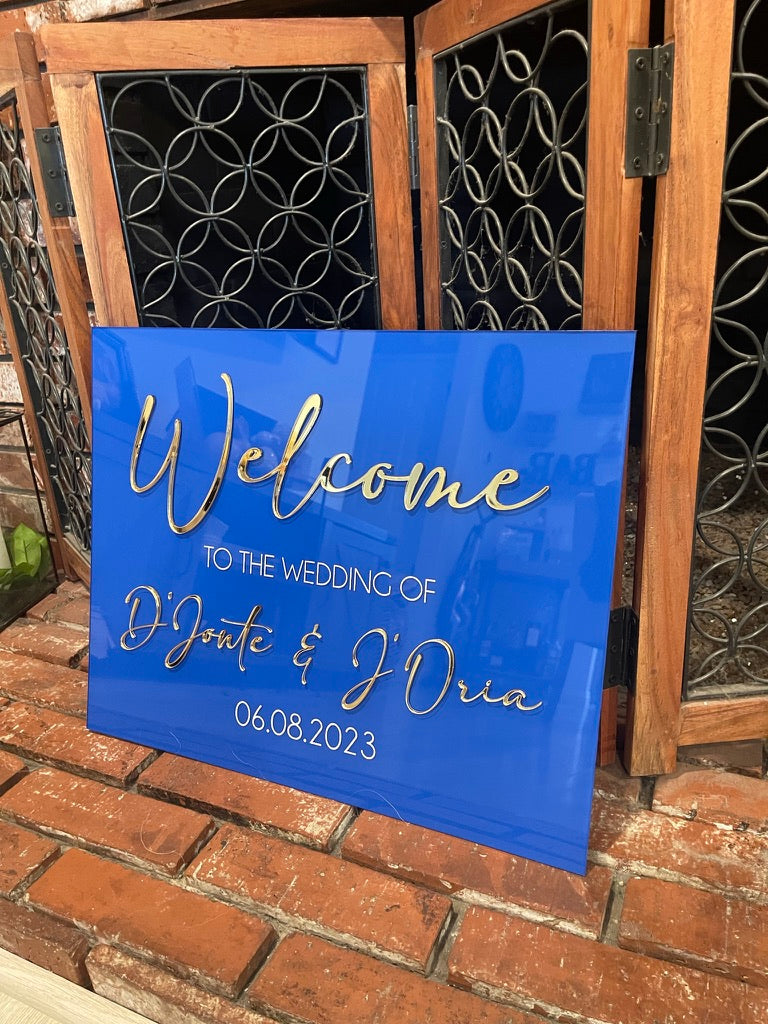 Welcome
TO THE WEDDING OF
D'Jonte & J'Oria
06.08.2023